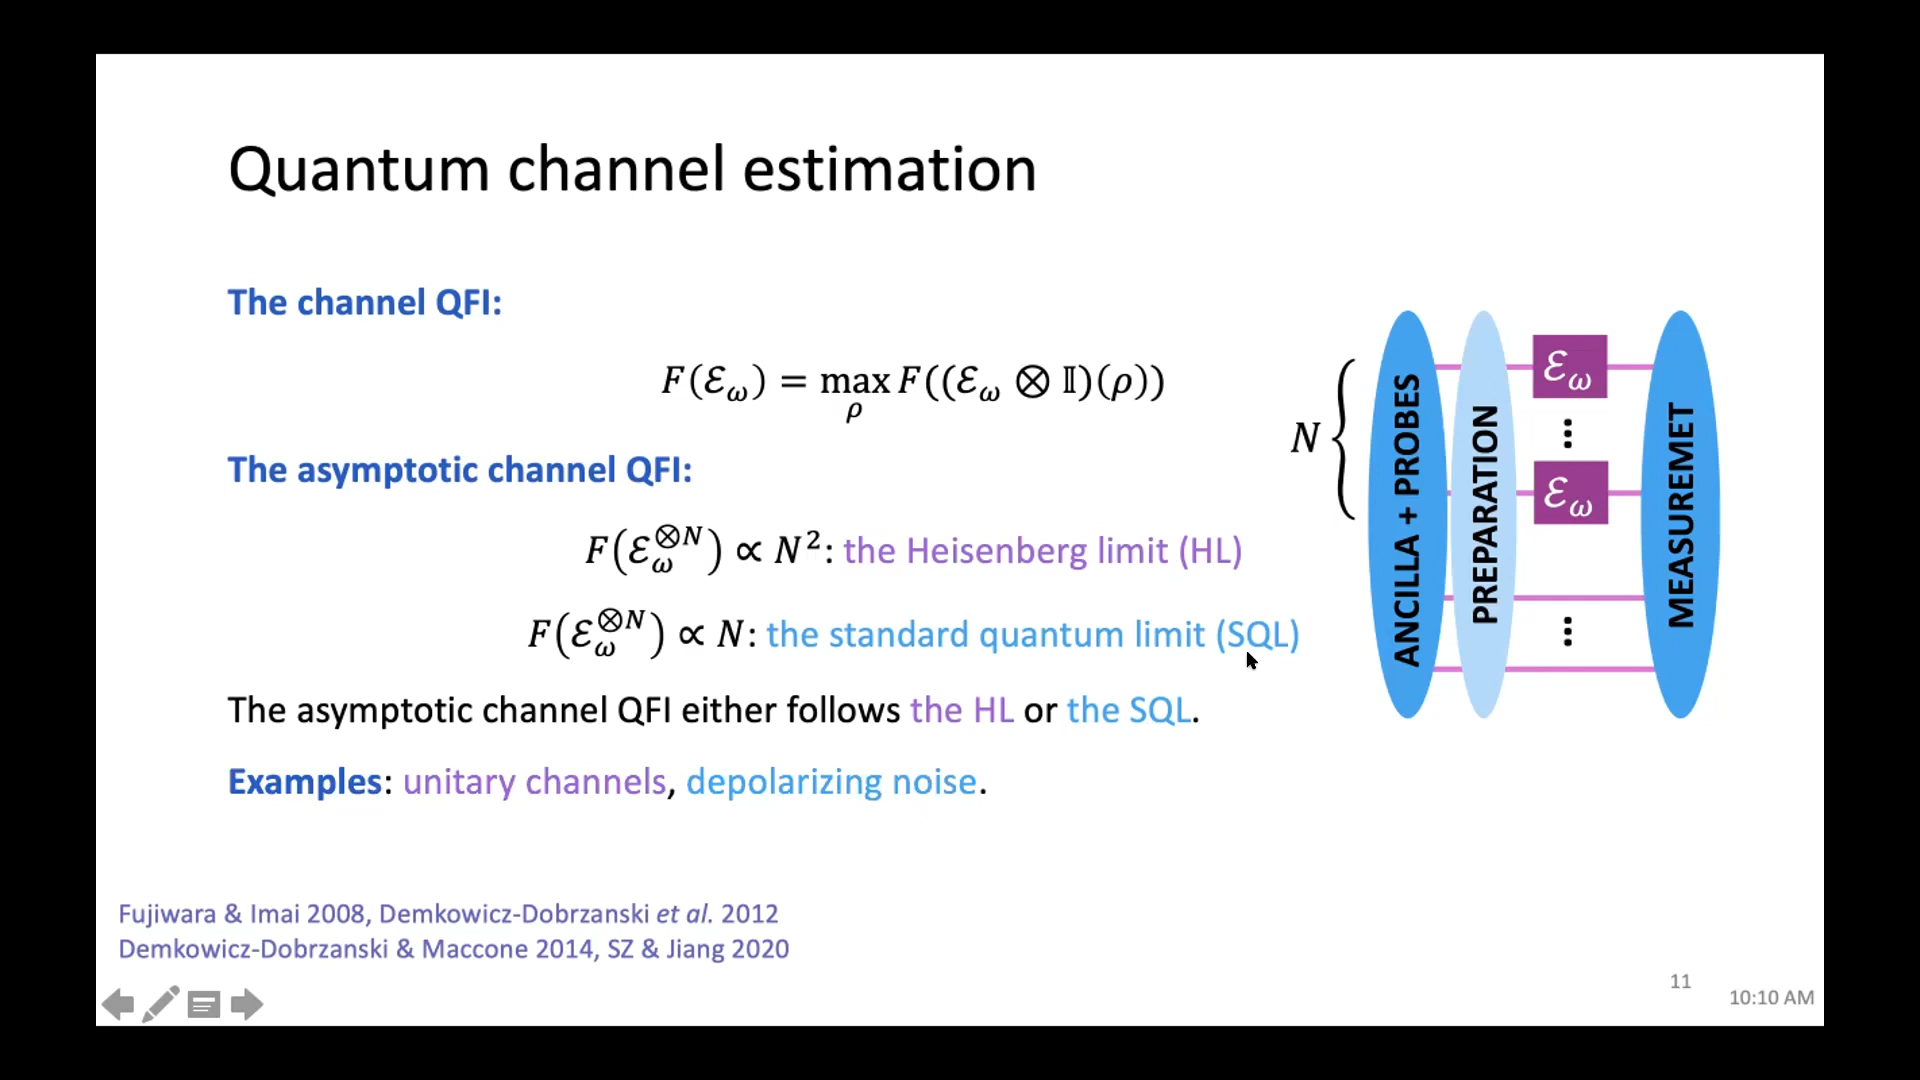 Quantum channel estimation
The channel QFI:
F(ℰ_ω) = max_ρ F((ℰ_ω ⊗ 𝕀)(ρ))
The asymptotic channel QFI:
F(ℰ_ω^{⊗N}) ∝ N²: the Heisenberg limit (HL)
F(ℰ_ω^{⊗N}) ∝ N: the standard quantum limit (SQL)
The asymptotic channel QFI either follows the HL or the SQL.
Examples: unitary channels, depolarizing noise.
N
ANCILLA + PROBES
PREPARATION
ℰ_ω
⋮
ℰ_ω
⋮
MEASUREMET
Fujiwara & Imai 2008, Demkowicz-Dobrzanski et al. 2012
Demkowicz-Dobrzanski & Maccone 2014, SZ & Jiang 2020
11
10:10 AM